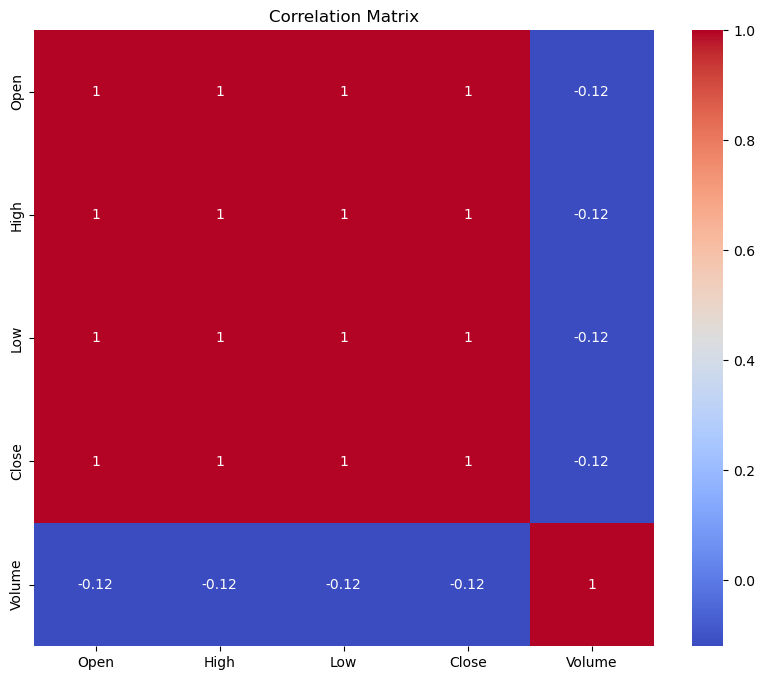 Correlation Matrix
Open 1 1 1 1 -0.12
High 1 1 1 1 -0.12
Low 1 1 1 1 -0.12
Close 1 1 1 1 -0.12
Volume -0.12 -0.12 -0.12 -0.12 1
Open High Low Close Volume
1.0
0.8
0.6
0.4
0.2
0.0